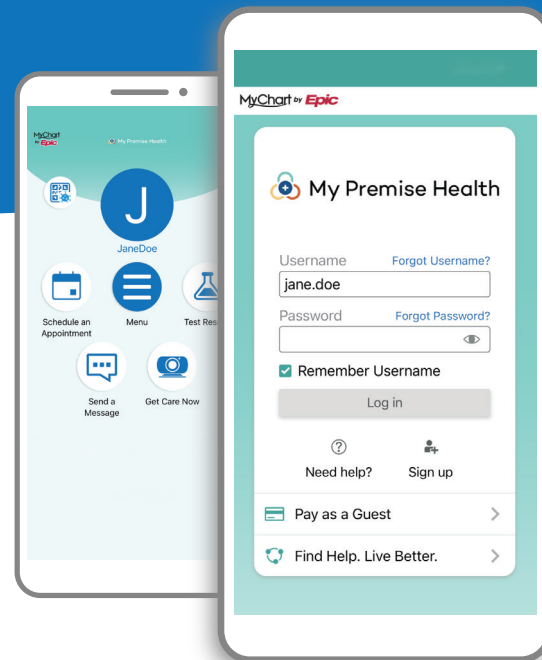 MyChart
by Epic
My Premise Health
J
JaneDoe
Schedule an
Appointment
Menu
Test Res
Send a
Message
Get Care Now
MyChart by Epic
My Premise Health
Username
Forgot Username?
jane.doe
Password
Forgot Password?
Remember Username
Log in
Need help?
Sign up
Pay as a Guest
Find Help. Live Better.